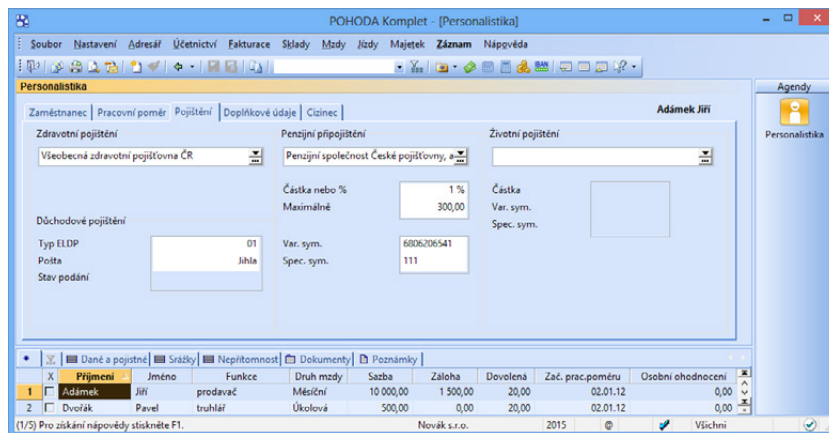 POHODA Komplet - [Personalistika]
Soubor Nastavení Adresář Účetnictví Fakturace Sklady Mzdy Jízdy Majetek Záznam Nápověda
Personalistika Agendy
Zaměstnanec Pracovní poměr Pojištění Doplňkové údaje Cizinec Adámek Jiří
Personalistika
Zdravotní pojištění Penzijní připojištění Životní pojištění
Všeobecná zdravotní pojišťovna ČR Penzijní společnost České pojišťovny, a
Částka nebo % 1 % Částka
Maximálně 300,00 Var. sym.
Důchodové pojištění Spec. sym.
Typ ELDP 01 Var. sym. 6806206541
Pošta Jihla Spec. sym. 111
Stav podání
Daně a pojistné Srážky Nepřítomnost Dokumenty Poznámky
X Příjmení Jméno Funkce Druh mzdy Sazba Záloha Dovolená Zač. prac.poměru Osobní ohodnocení
1 Adámek Jiří prodavač Měsíční 10 000,00 1 500,00 20,00 02.01.12 0,00
2 Dvořák Pavel truhlář Úkolová 500,00 0,00 20,00 02.01.12 0,00
(1/5) Pro získání nápovědy stiskněte F1. Novák s.r.o. 2015 @ Všichni